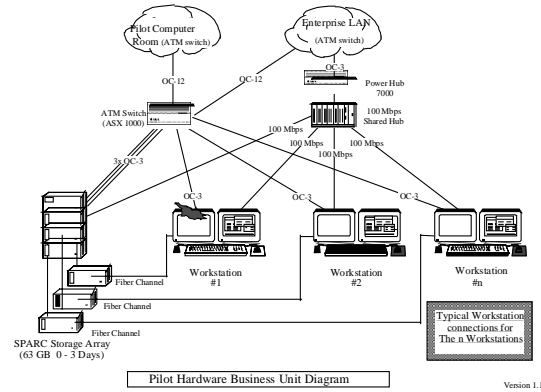 Pilot Computer
Room (ATM switch)
Enterprise LAN
(ATM switch)
OC-3
OC-12
OC-12
Power Hub
7000
ATM Switch
(ASX 1000)
100 Mbps
Shared Hub
100 Mbps
100 Mbps
100 Mbps
100 Mbps
3x OC-3
OC-3
OC-3
OC-3
Workstation
#1
Workstation
#2
Workstation
#n
Fiber Channel
Fiber Channel
Fiber Channel
SPARC Storage Array
(63 GB 0 - 3 Days)
Typical Workstation
connections for
The n Workstations
Pilot Hardware Business Unit Diagram
Version 1.1